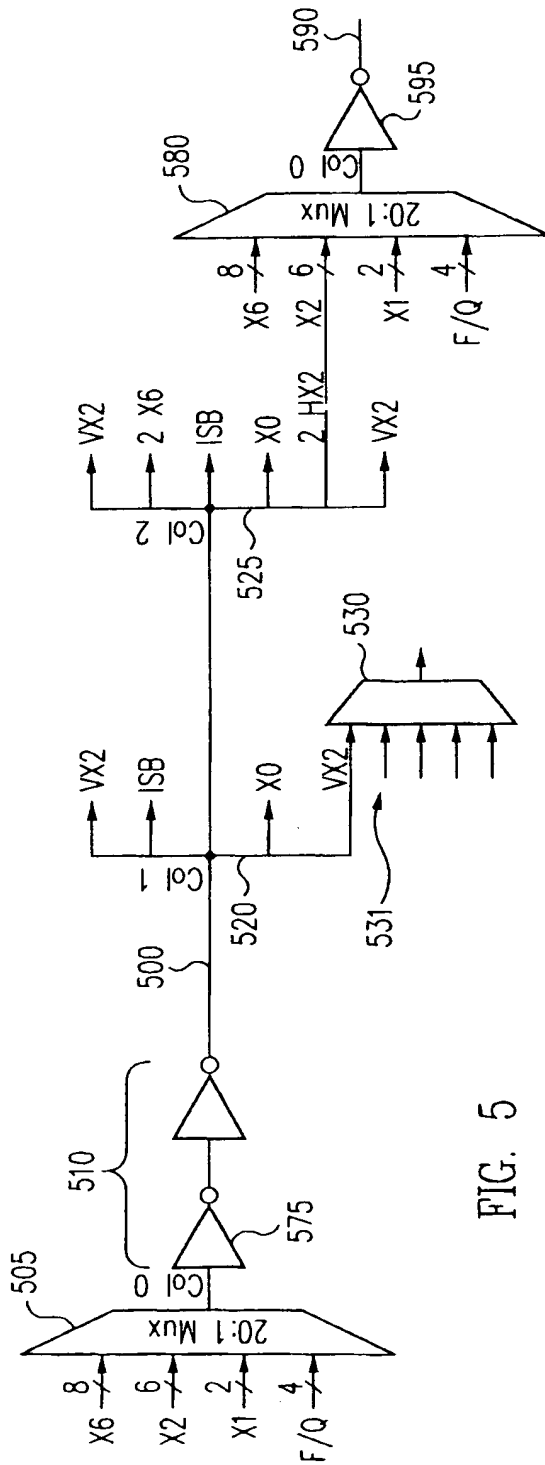 505
20:1 Mux
8
X6
6
X2
2
X1
4
F/Q
Col 0
575
510
500
Col 1
VX2
ISB
X0
520
VX2
530
531
Col 2
VX2
2 X6
ISB
X0
525
2 HX2
VX2
580
20:1 Mux
8
X6
6
X2
2
X1
4
F/Q
Col 0
595
590
FIG. 5